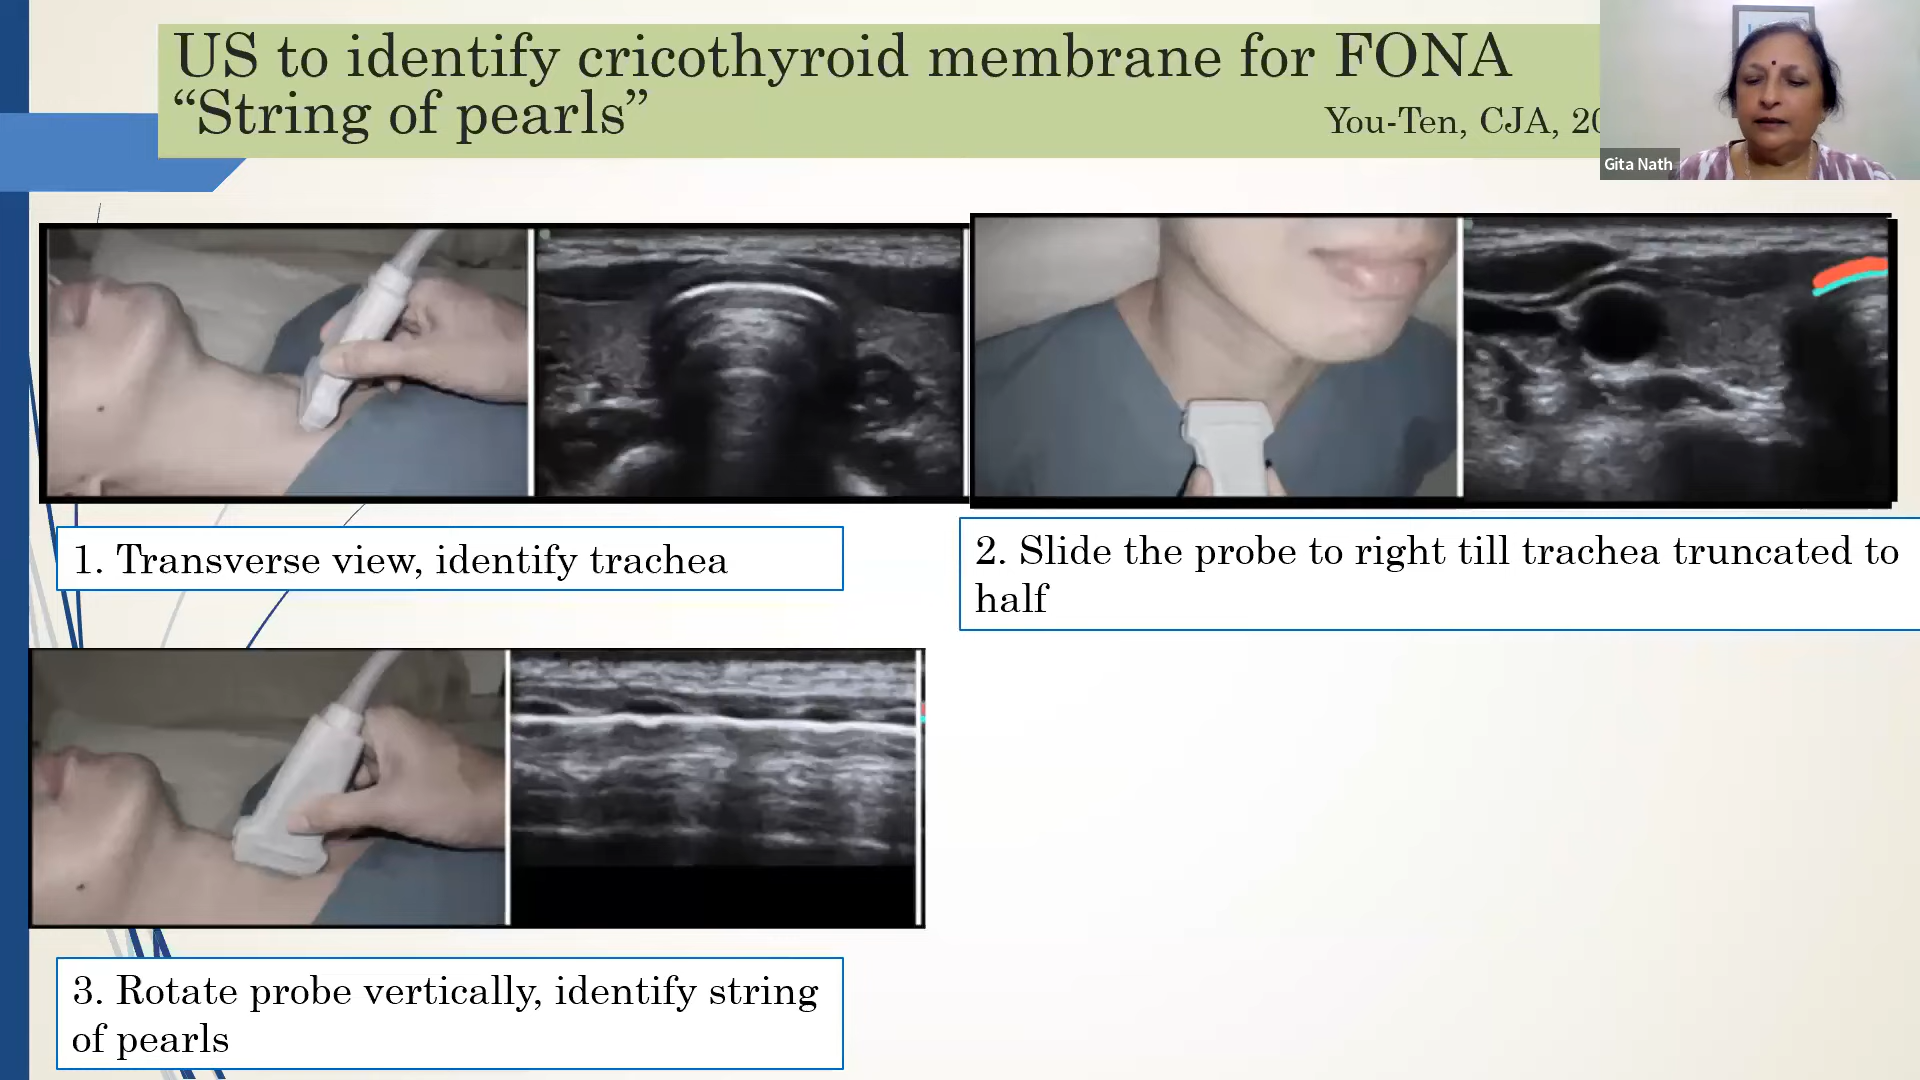 US to identify cricothyroid membrane for FONA
“String of pearls”
You-Ten, CJA,
Gita Nath
1. Transverse view, identify trachea
2. Slide the probe to right till trachea truncated to
half
3. Rotate probe vertically, identify string
of pearls